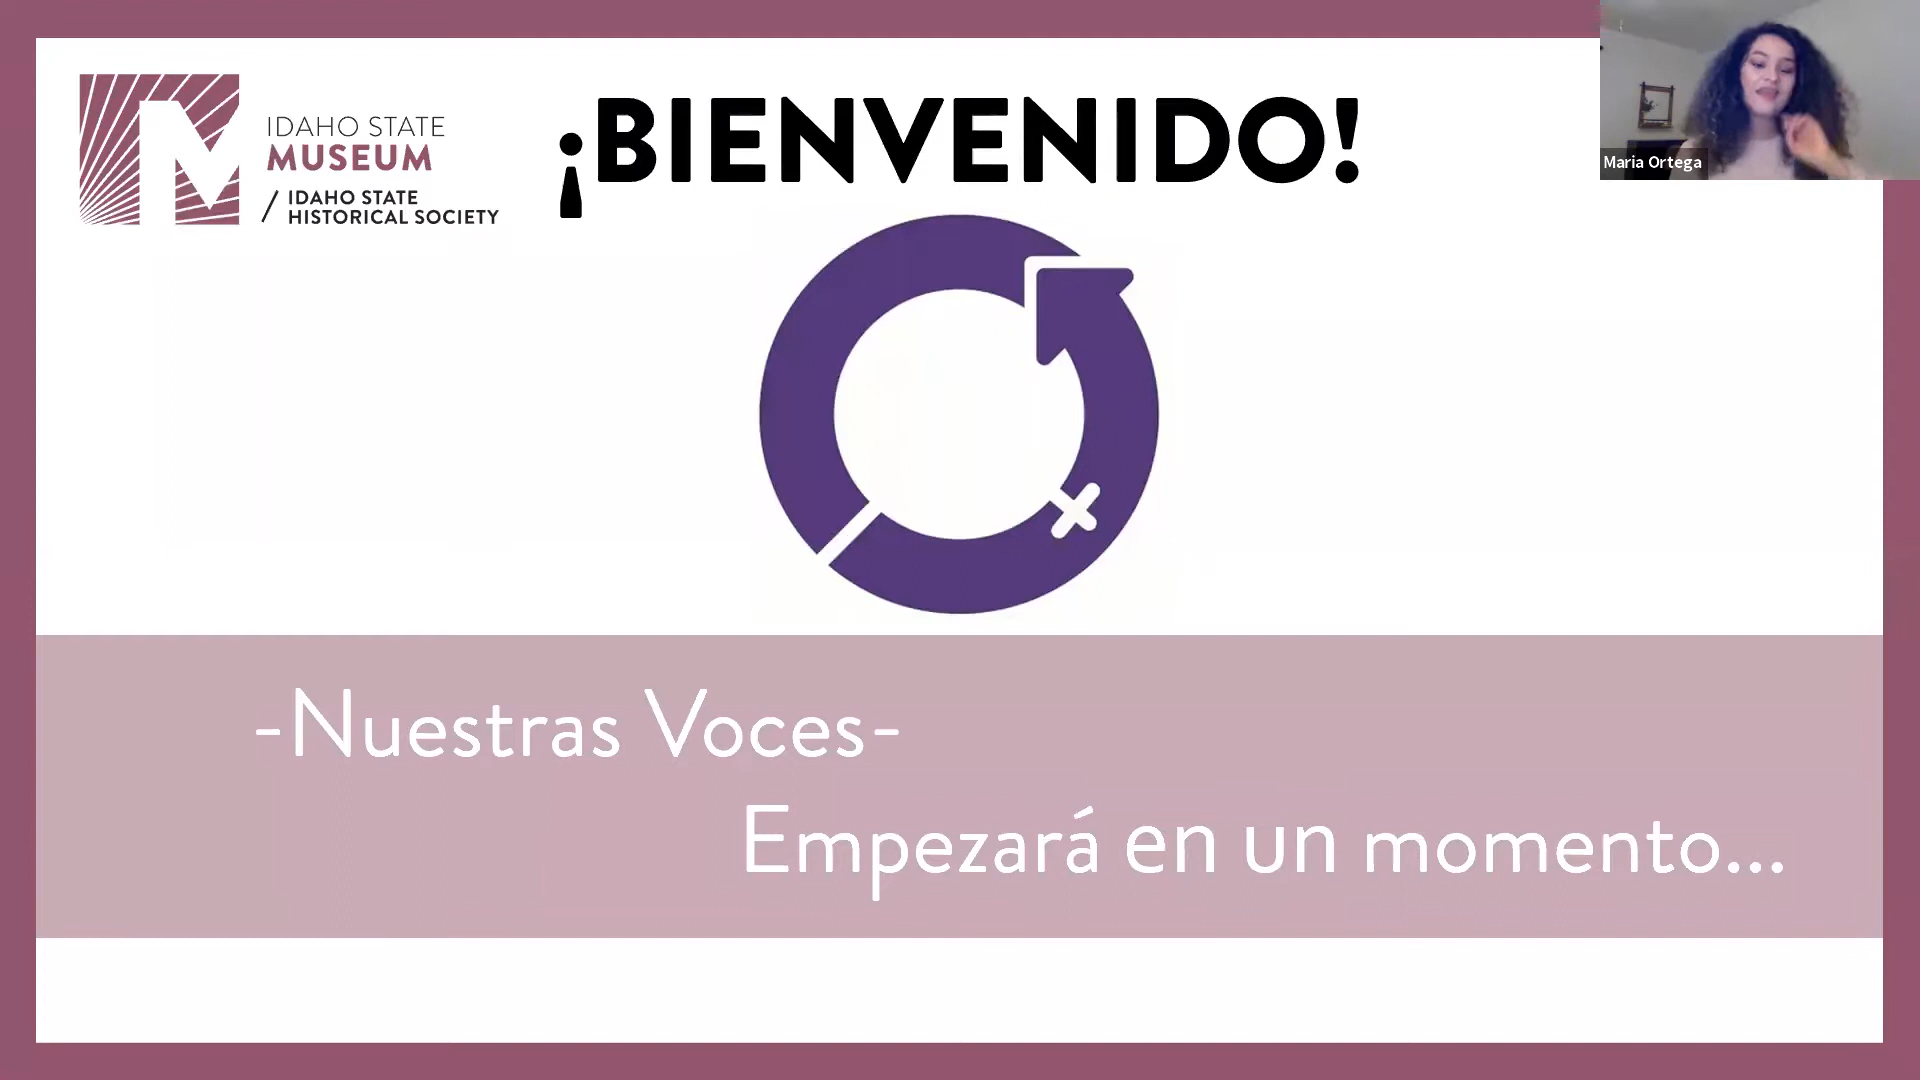 IDAHO STATE
MUSEUM
/ IDAHO STATE
HISTORICAL SOCIETY
¡BIENVENIDO!
Maria Ortega
-Nuestras Voces-
Empezará en un momento...